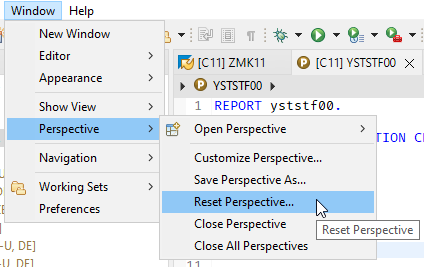 Window Help
New Window
Editor
Appearance
Show View
Perspective
Navigation
Working Sets
Preferences
[C11] ZMK11
[C11] YSTSTF00
YSTSTF00
1 REPORT yststf00.
Open Perspective
Customize Perspective...
Save Perspective As...
Reset Perspective...
Close Perspective
Close All Perspectives
Reset Perspective
-U, DE]
-U, DE]
11